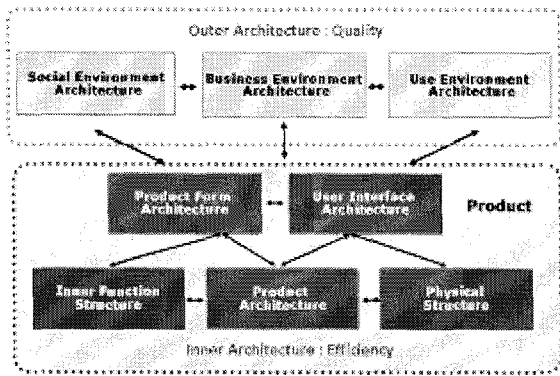 Outer Architecture : Quality
Social Environment
Architecture
Business Environment
Architecture
Use Environment
Architecture
Product Form
Architecture
User Interface
Architecture
Product
Inner Function
Structure
Product
Architecture
Physical
Structure
Inner Architecture : Efficiency